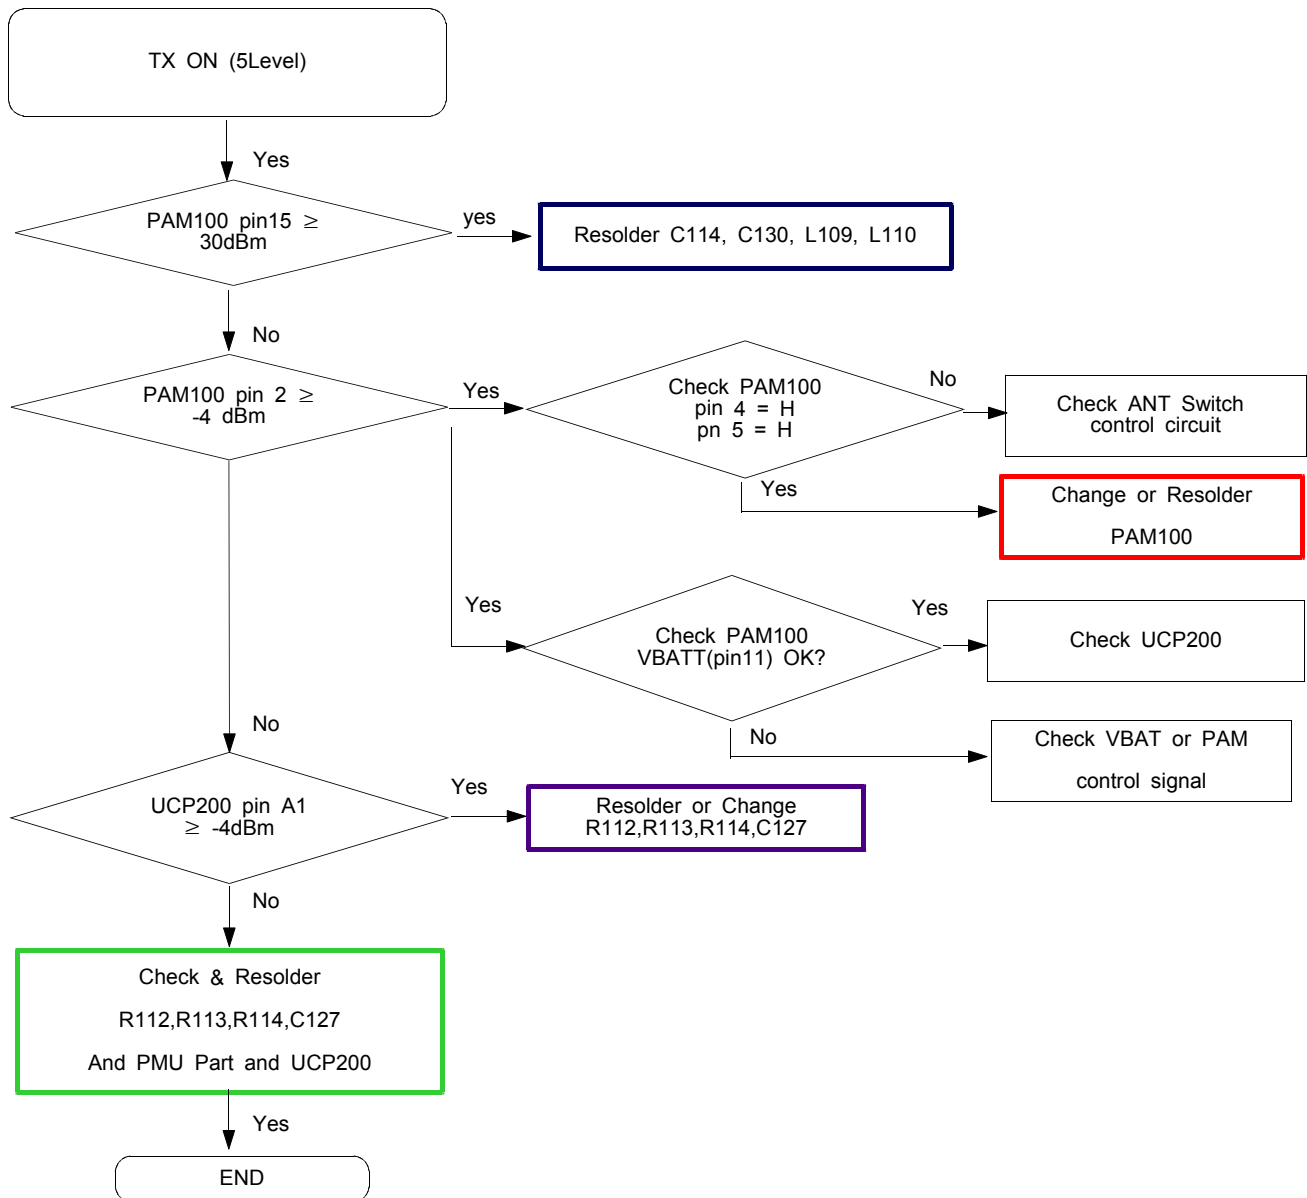 TX ON (5Level)
Yes
PAM100 pin15 ≥
30dBm
yes
Resolder C114, C130, L109, L110
No
PAM100 pin 2 ≥
-4 dBm
Yes
Check PAM100
pin 4 = H
pn 5 = H
No
Check ANT Switch
control circuit
Yes
Change or Resolder
PAM100
Yes
Check PAM100
VBATT(pin11) OK?
Yes
Check UCP200
No
Check VBAT or PAM
control signal
No
UCP200 pin A1
≥ -4dBm
Yes
Resolder or Change
R112,R113,R114,C127
No
Check & Resolder
R112,R113,R114,C127
And PMU Part and UCP200
Yes
END